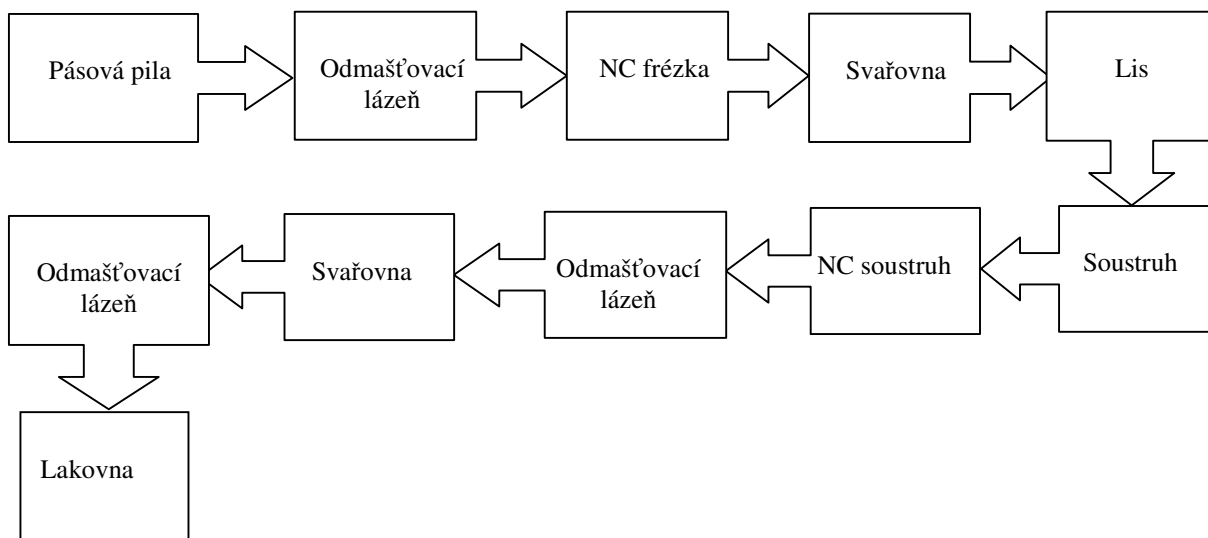 Pásová pila
Odmašťovací
lázeň
NC frézka
Svařovna
Lis
Soustruh
NC soustruh
Odmašťovací
lázeň
Svařovna
Odmašťovací
lázeň
Lakovna